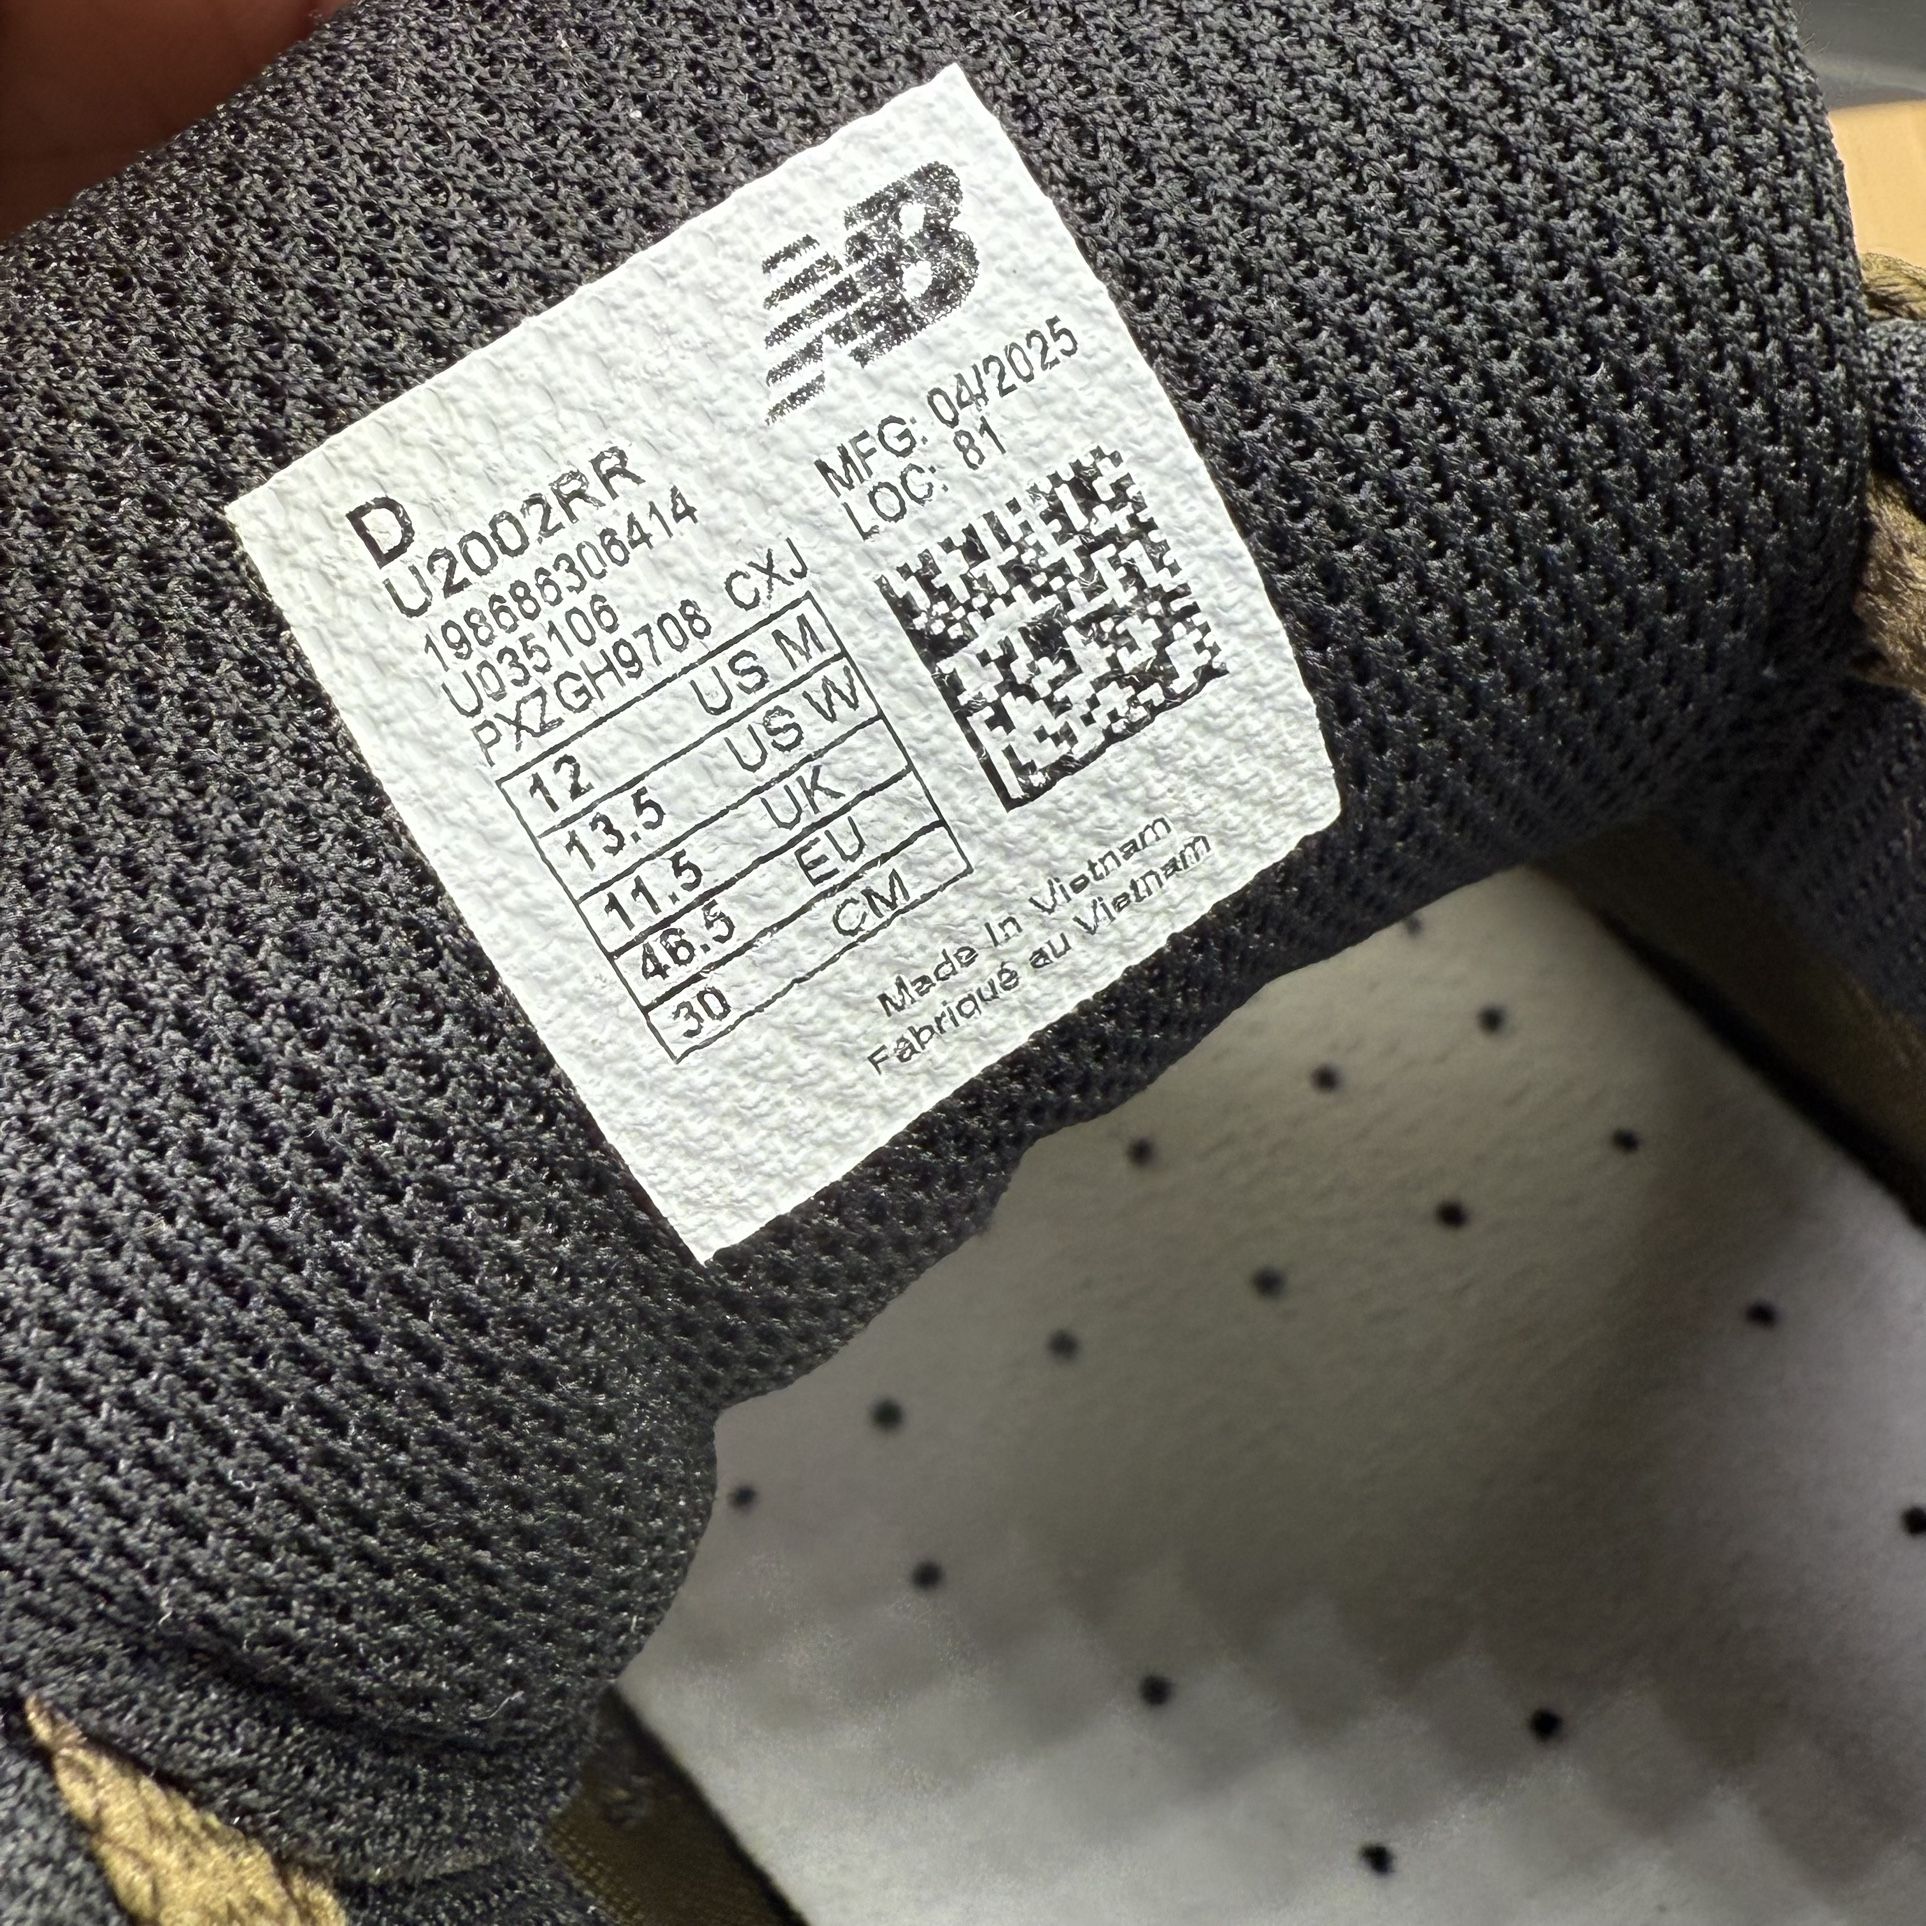 NB
MFG: 04/2025
LOC: 81
D
U2002RR
198686306414
U035106
PXZGH9708 CXJ
12 US M
13.5 US W
11.5 UK
46.5 EU
30 CM
Made In Vietnam
Fabriqué au Vietnam